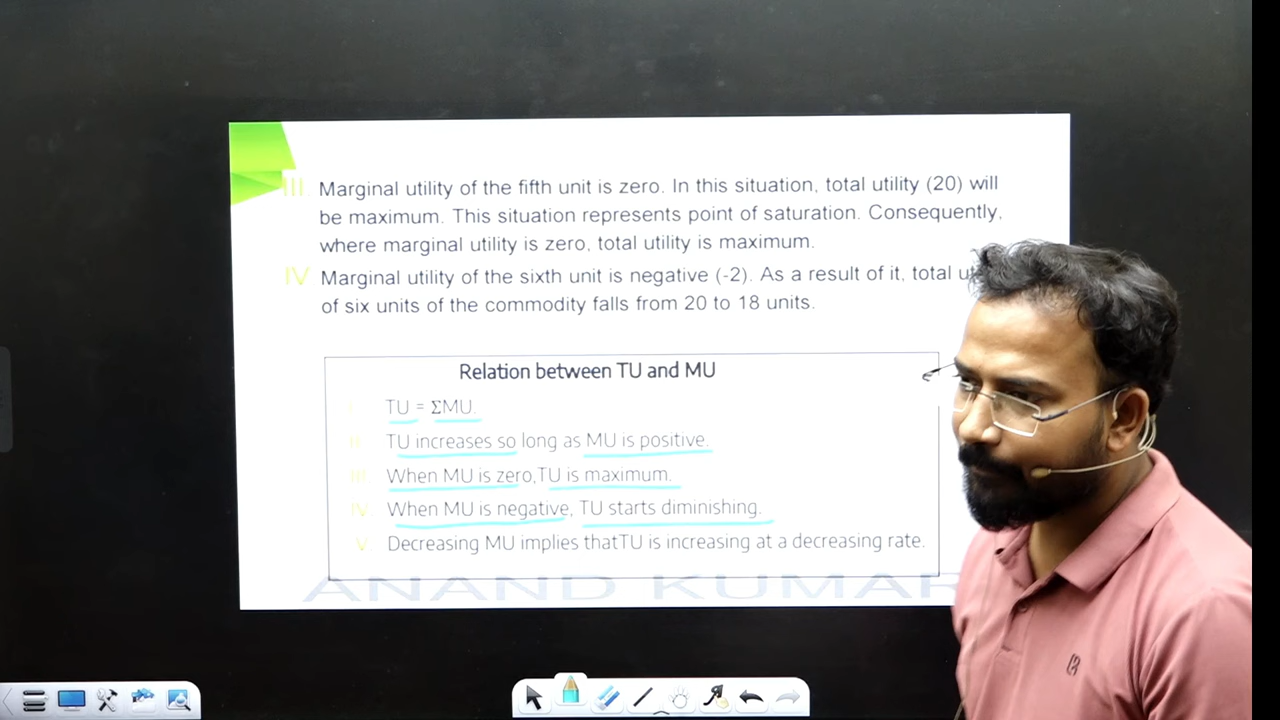 III. Marginal utility of the fifth unit is zero. In this situation, total utility (20) will
be maximum. This situation represents point of saturation. Consequently,
where marginal utility is zero, total utility is maximum.
IV Marginal utility of the sixth unit is negative (-2). As a result of it, total
of six units of the commodity falls from 20 to 18 units.
Relation between TU and MU
I. TU = ΣMU.
II. TU increases so long as MU is positive.
III. When MU is zero,TU is maximum.
IV. When MU is negative, TU starts diminishing.
V. Decreasing MU implies thatTU is increasing at a decreasing rate.
ANAND KUMAR